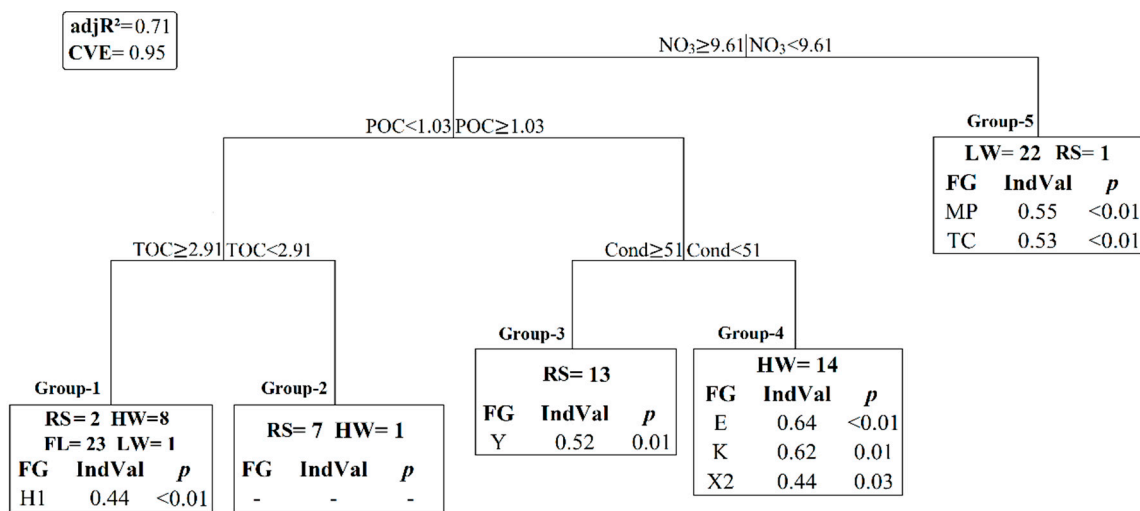 adjR²=0.71
CVE= 0.95
NO₃≥9.61 NO₃<9.61
POC<1.03 POC≥1.03
TOC≥2.91 TOC<2.91
Cond≥51 Cond<51
Group-1
RS= 2 HW=8
FL= 23 LW= 1
FG IndVal p
H1 0.44 <0.01
Group-2
RS= 7 HW= 1
FG IndVal p
- - -
Group-3
RS= 13
FG IndVal p
Y 0.52 0.01
Group-4
HW= 14
FG IndVal p
E 0.64 <0.01
K 0.62 0.01
X2 0.44 0.03
Group-5
LW= 22 RS= 1
FG IndVal p
MP 0.55 <0.01
TC 0.53 <0.01